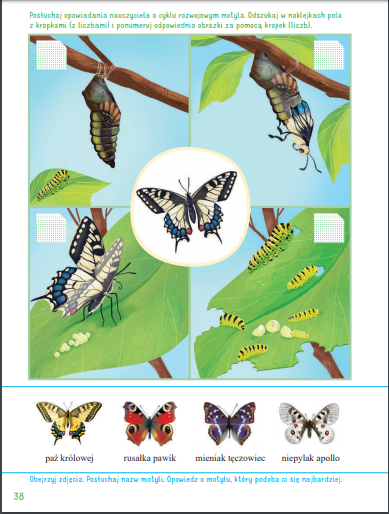 Posłuchaj opowiadania nauczyciela o cyklu rozwojowym motyla. Odszukaj w naklejkach pola
z kropkami (z liczbami) i ponumeruj odpowiednio obrazki za pomocą kropek (liczb).
paź królowej
rusałka pawik
mieniak tęczowiec
niepylak apollo
Obejrzyj zdjęcia. Posłuchaj nazw motyli. Opowiedz o motylu, który podoba ci się najbardziej.
38